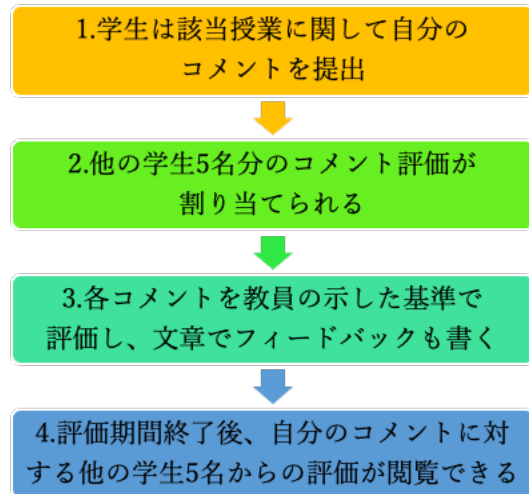 1.学生は該当授業に関して自分の
コメントを提出
2.他の学生5名分のコメント評価が
割り当てられる
3.各コメントを教員の示した基準で
評価し、文章でフィードバックも書く
4.評価期間終了後、自分のコメントに対
する他の学生5名からの評価が閲覧できる